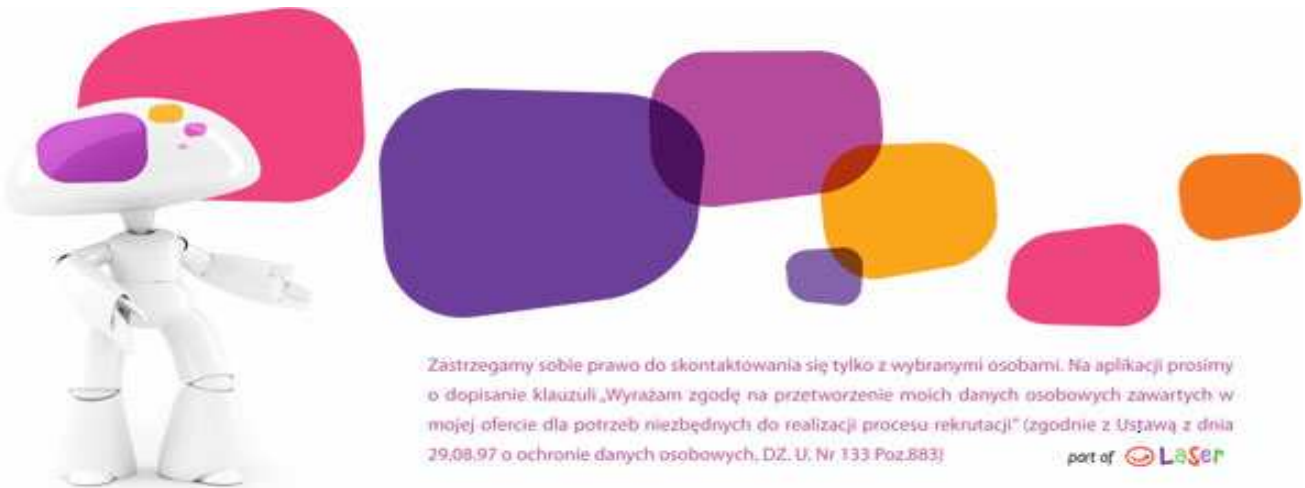 Zastrzegamy sobie prawo do skontaktowania się tylko z wybranymi osobami. Na aplikacji prosimy
o dopisanie klauzuli „Wyrażam zgodę na przetworzenie moich danych osobowych zawartych w
mojej ofercie dla potrzeb niezbędnych do realizacji procesu rekrutacji" (zgodnie z Ustawą z dnia
29.08.97 o ochronie danych osobowych, DZ. U. Nr 133 Poz.883)
part of LaSer